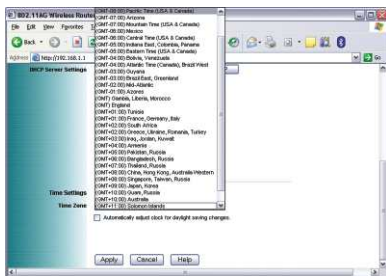 802.11AG Wireless Router
File Edit View Favorites
Back
Address http://192.168.1.1 Go
DHCP Server Settings
(GMT-08:00) Pacific Time (USA & Canada)
(GMT-07:00) Arizona
(GMT-07:00) Mountain Time (USA & Canada)
(GMT-06:00) Mexico
(GMT-06:00) Central Time (USA & Canada)
(GMT-05:00) Indiana East, Colombia, Panama
(GMT-05:00) Eastern Time (USA & Canada)
(GMT-04:00) Bolivia, Venezuela
(GMT-04:00) Atlantic Time (Canada), Brazil West
(GMT-03:00) Guyana
(GMT-03:00) Brazil East, Greenland
(GMT-02:00) Mid-Atlantic
(GMT-01:00) Azores
(GMT) Gambia, Liberia, Morocco
(GMT) England
(GMT+01:00) Tunisia
(GMT+01:00) France, Germany, Italy
(GMT+02:00) South Africa
(GMT+02:00) Greece, Ukraine, Romania, Turkey
(GMT+03:00) Iraq, Jordan, Kuwait
(GMT+04:00) Armenia
(GMT+05:00) Pakistan, Russia
(GMT+06:00) Bangladesh, Russia
(GMT+07:00) Thailand, Russia
(GMT+08:00) China, Hong Kong, Australia Western
(GMT+08:00) Singapore, Taiwan, Russia
(GMT+09:00) Japan, Korea
(GMT+10:00) Guam, Russia
(GMT+10:00) Australia
(GMT+11:00) Solomon Islands
Time Settings
Time Zone
Automatically adjust clock for daylight saving changes.
Apply Cancel Help